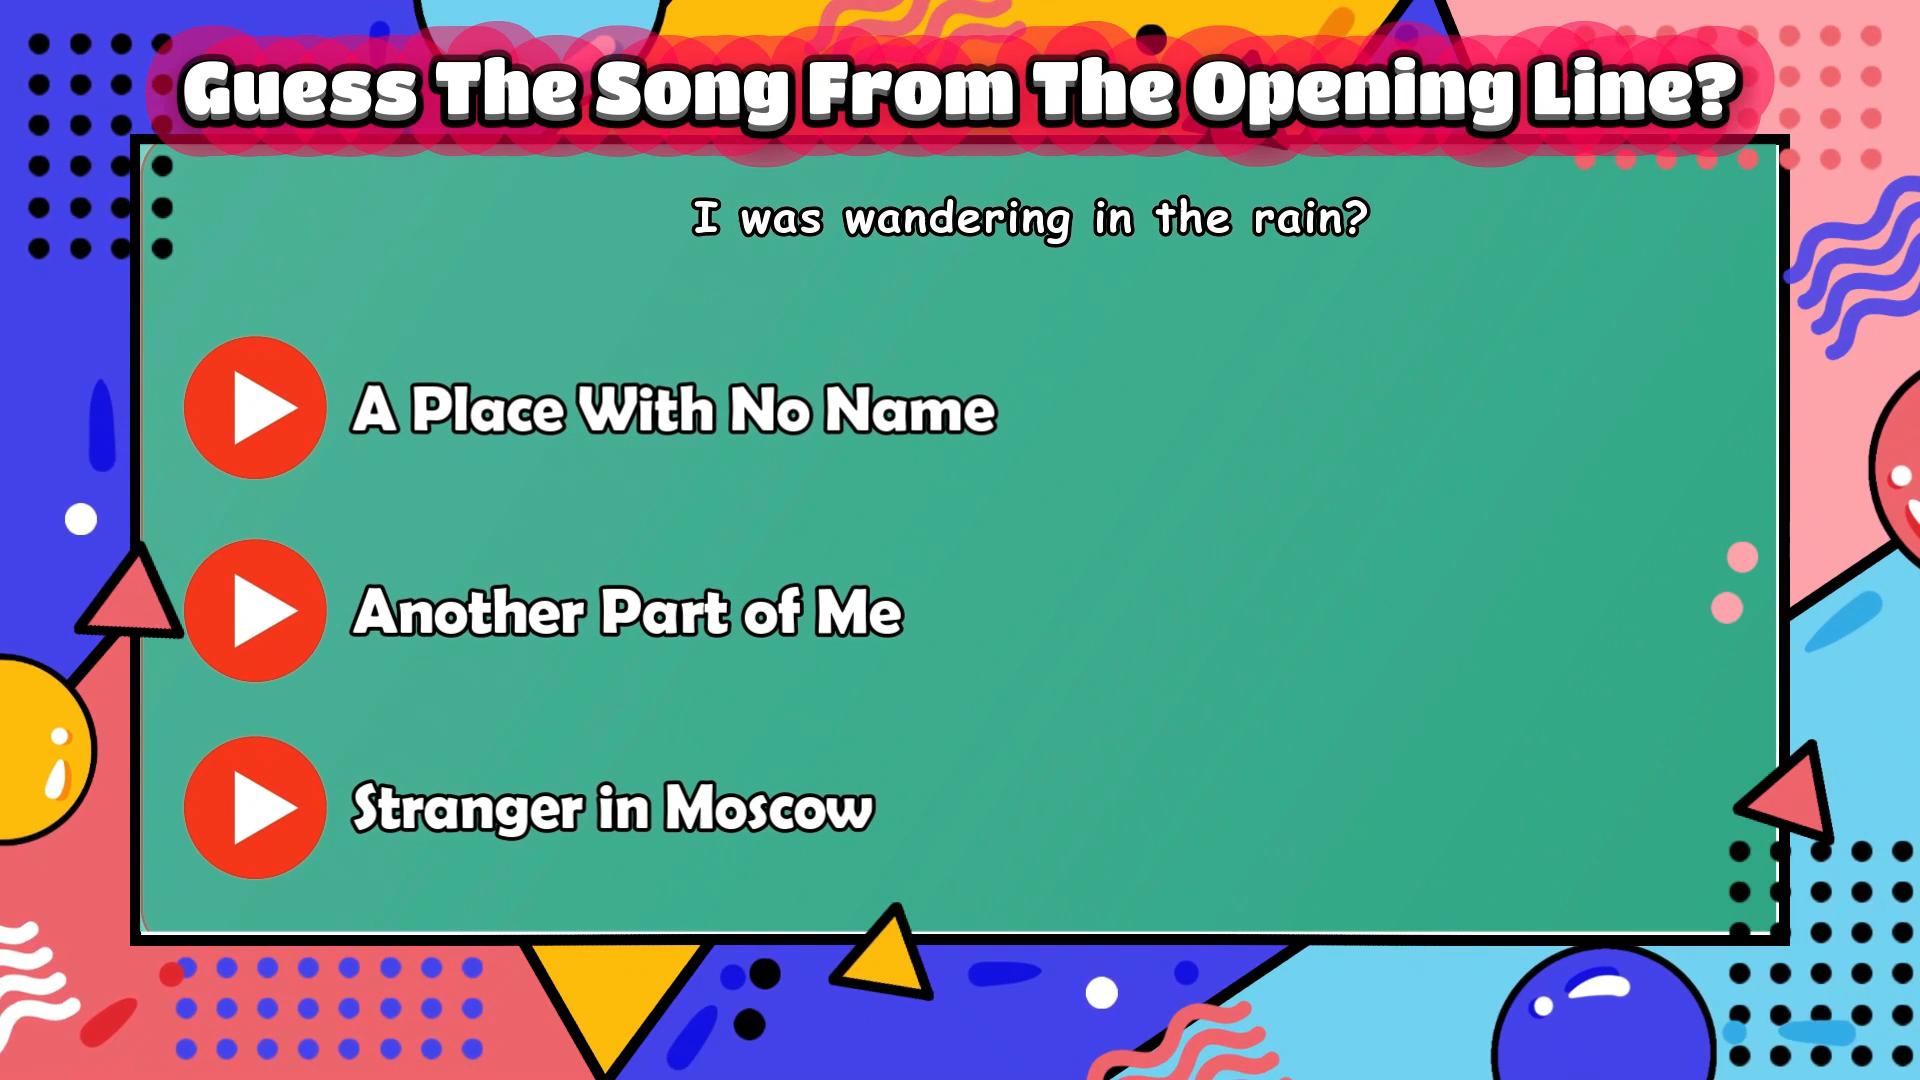 Guess The Song From The Opening Line?
I was wandering in the rain?
A Place With No Name
Another Part of Me
Stranger in Moscow